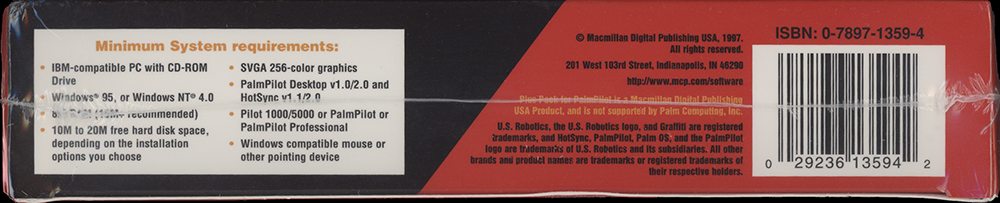 Minimum System requirements:
• IBM-compatible PC with CD-ROM
Drive
• Windows® 95, or Windows NT® 4.0
• (16M+ recommended)
• 10M to 20M free hard disk space,
depending on the installation
options you choose
• SVGA 256-color graphics
• PalmPilot Desktop v1.0/2.0 and
HotSync v1.1/2.0
• Pilot 1000/5000 or PalmPilot or
PalmPilot Professional
• Windows compatible mouse or
other pointing device
© Macmillan Digital Publishing USA, 1997.
All rights reserved.
201 West 103rd Street, Indianapolis, IN 46290
http://www.mcp.com/software
Plus Pack for PalmPilot is a Macmillan Digital Publishing
USA Product, and is not supported by Palm Computing, Inc.
U.S. Robotics, the U.S. Robotics logo, and Graffiti are registered
trademarks, and HotSync, PalmPilot, Palm OS, and the PalmPilot
logo are trademarks of U.S. Robotics and its subsidiaries. All other
brands and product names are trademarks or registered trademarks of
their respective holders.
ISBN: 0-7897-1359-4
0 29236 13594 2